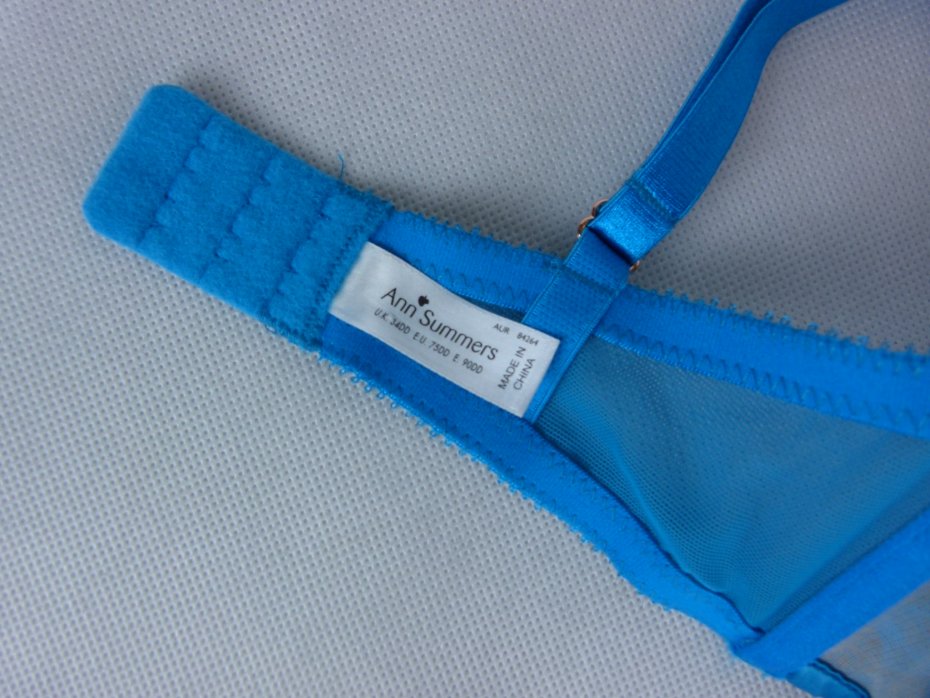 Ann Summers
U.K. 34DD E.U. 75DD E. 90DD
AUR 84264
MADE IN
CHINA